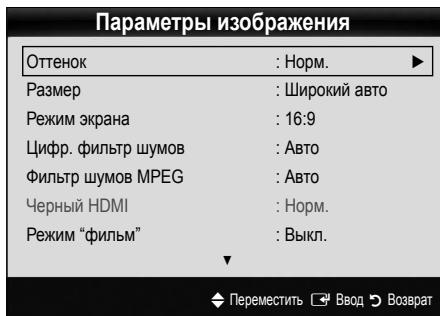 Параметры изображения
Оттенок : Норм. ▶
Размер : Широкий авто
Режим экрана : 16:9
Цифр. фильтр шумов : Авто
Фильтр шумов MPEG : Авто
Черный HDMI : Норм.
Режим “фильм” : Выкл.
▼
Переместить Ввод Возврат